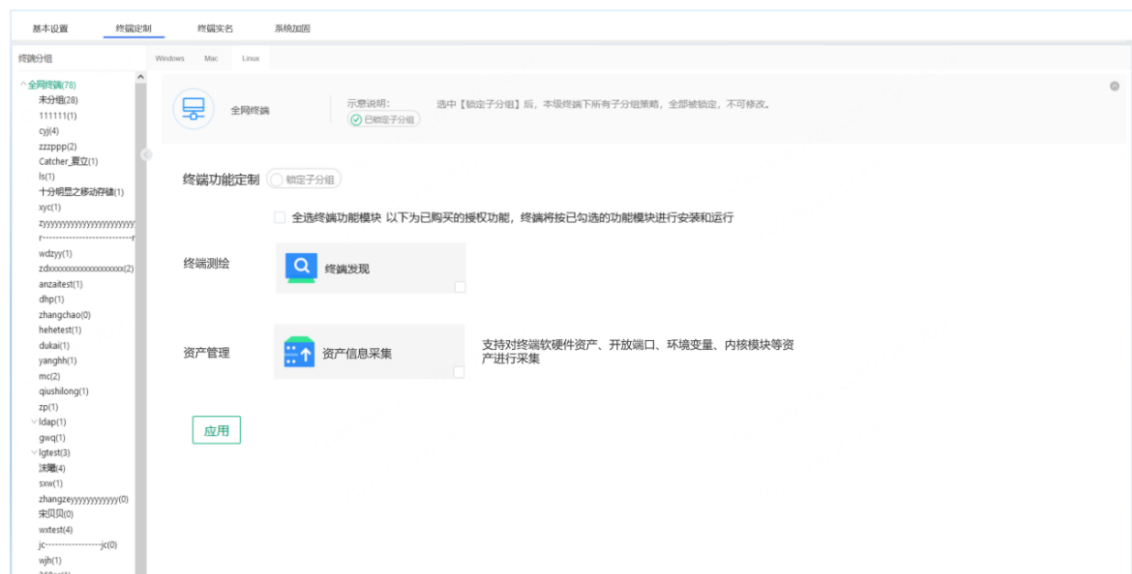 基本设置 终端定制 终端实名 系统加固
终端分组
Windows Mac Linux
全网终端(78)
未分组(28)
111111(1)
cyj(4)
zzzppp(2)
Catcher_夏立(1)
ls(1)
十分明显之移动存储(1)
xyc(1)
wdzyy(1)
anzaitest(1)
dhp(1)
zhangchao(0)
hehetest(1)
dukai(1)
yanghh(1)
mc(2)
qiushilong(1)
zp(1)
ldap(1)
gwq(1)
lgtest(3)
sxw(1)
宋贝贝(0)
wxtest(4)
wjh(1)
全网终端
示意说明: 选中【锁定子分组】后，本级终端下所有子分组策略，全部被锁定，不可修改。
已锁定子分组
终端功能定制 锁定子分组
全选终端功能模块 以下为已购买的授权功能，终端将按已勾选的功能模块进行安装和运行
终端测绘 终端发现
资产管理 资产信息采集 支持对终端软硬件资产、开放端口、环境变量、内核模块等资
产进行采集
应用